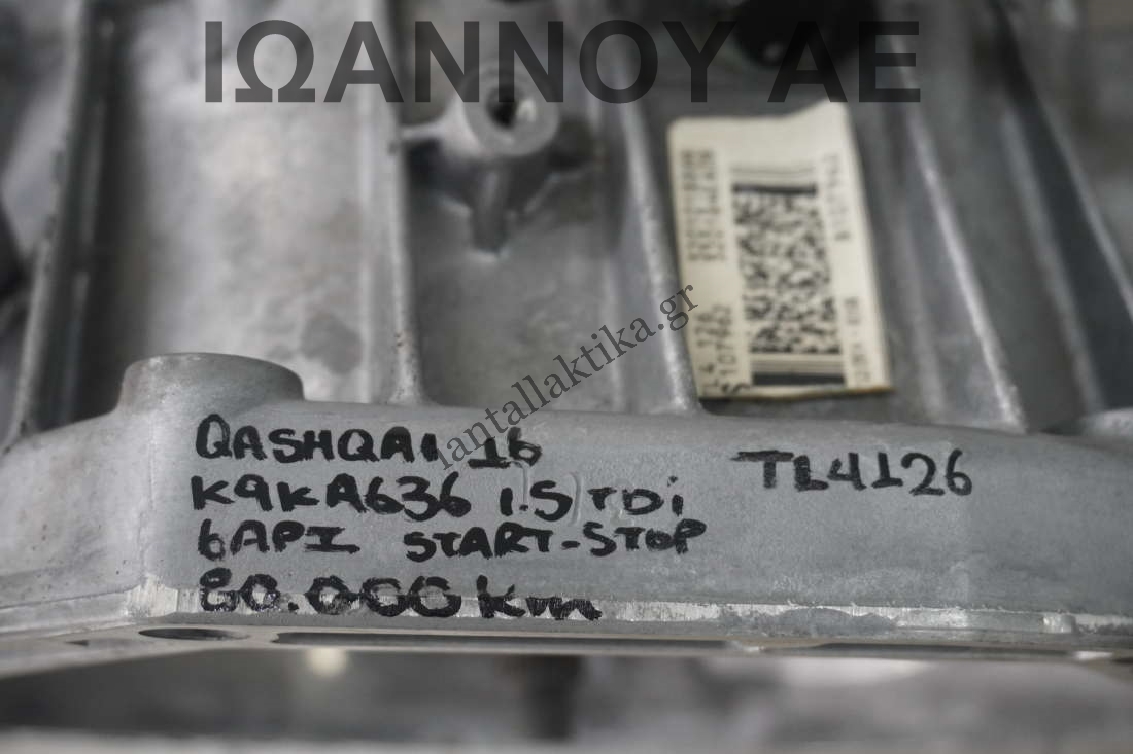 ΙΩΑΝΝΟΥ ΑΕ
iantallaktika.gr
QASHQAI 16
K9KA636 1.5 TDi
6ΑΡΙ START-STOP
80.000 km
TL4126